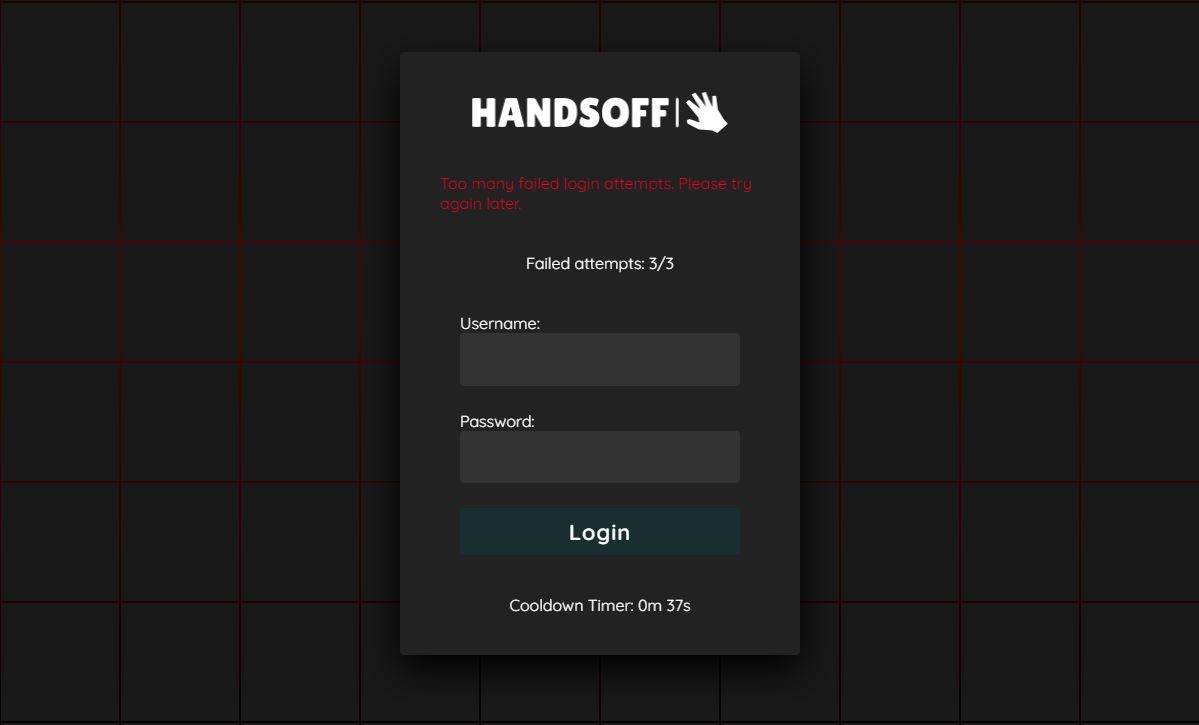 HANDSOFF
Too many failed login attempts. Please try
again later.
Failed attempts: 3/3
Username:
Password:
Login
Cooldown Timer: 0m 37s